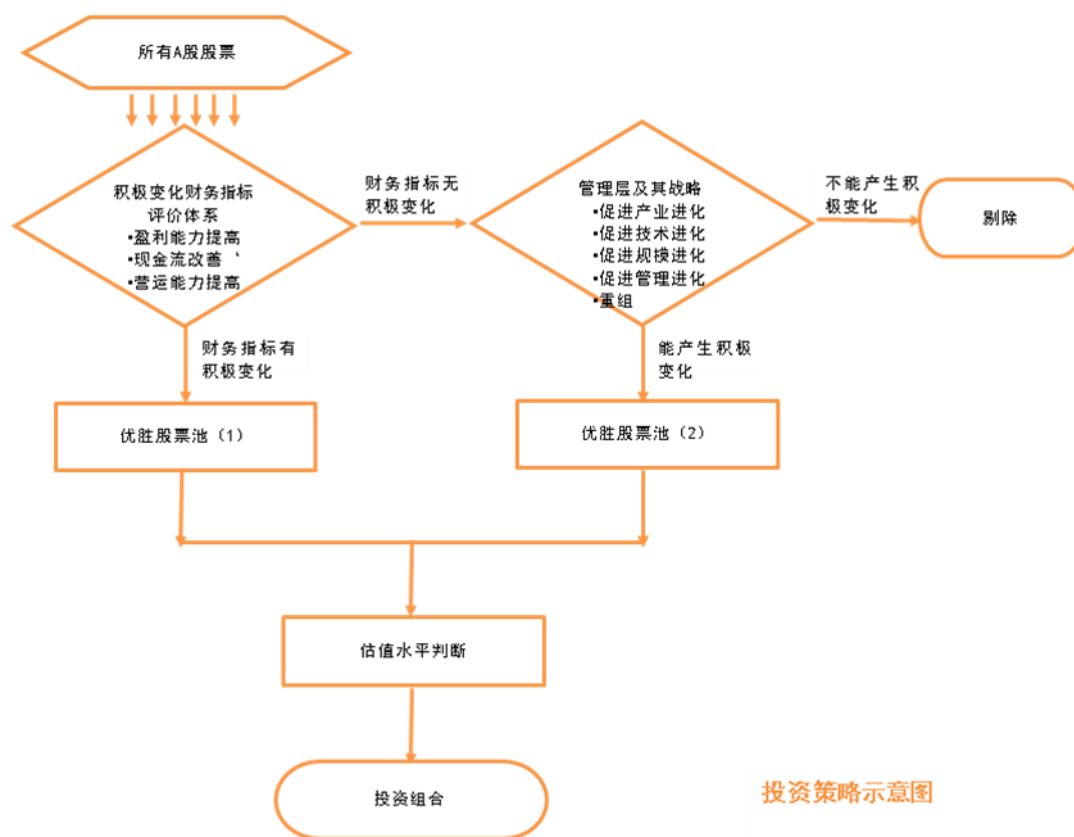 所有A股股票
积极变化财务指标
评价体系
▪盈利能力提高
▪现金流改善 、
▪营运能力提高
财务指标无
积极变化
管理层及其战略
▪促进产业进化
▪促进技术进化
▪促进规模进化
▪促进管理进化
▪重组
不能产生积
极变化
剔除
财务指标有
积极变化
能产生积极
变化
优胜股票池（1）
优胜股票池（2）
估值水平判断
投资组合
投资策略示意图